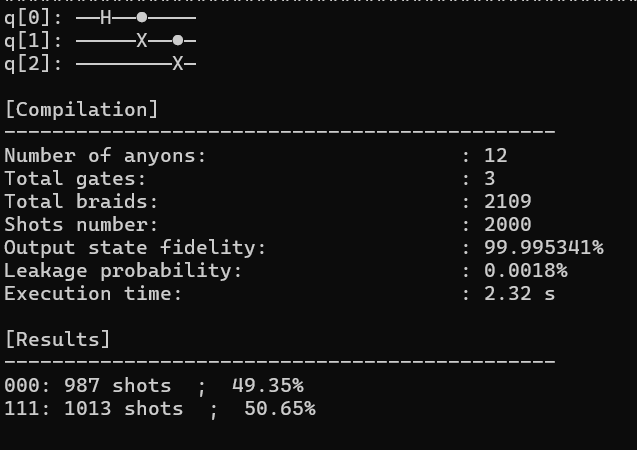 q[0]: ──H──●────
q[1]: ─────X──●─
q[2]: ────────X─
[Compilation]
----------------------------------------------
Number of anyons: : 12
Total gates: : 3
Total braids: : 2109
Shots number: : 2000
Output state fidelity: : 99.995341%
Leakage probability: : 0.0018%
Execution time: : 2.32 s
[Results]
----------------------------------------------
000: 987 shots  ;  49.35%
111: 1013 shots  ;  50.65%